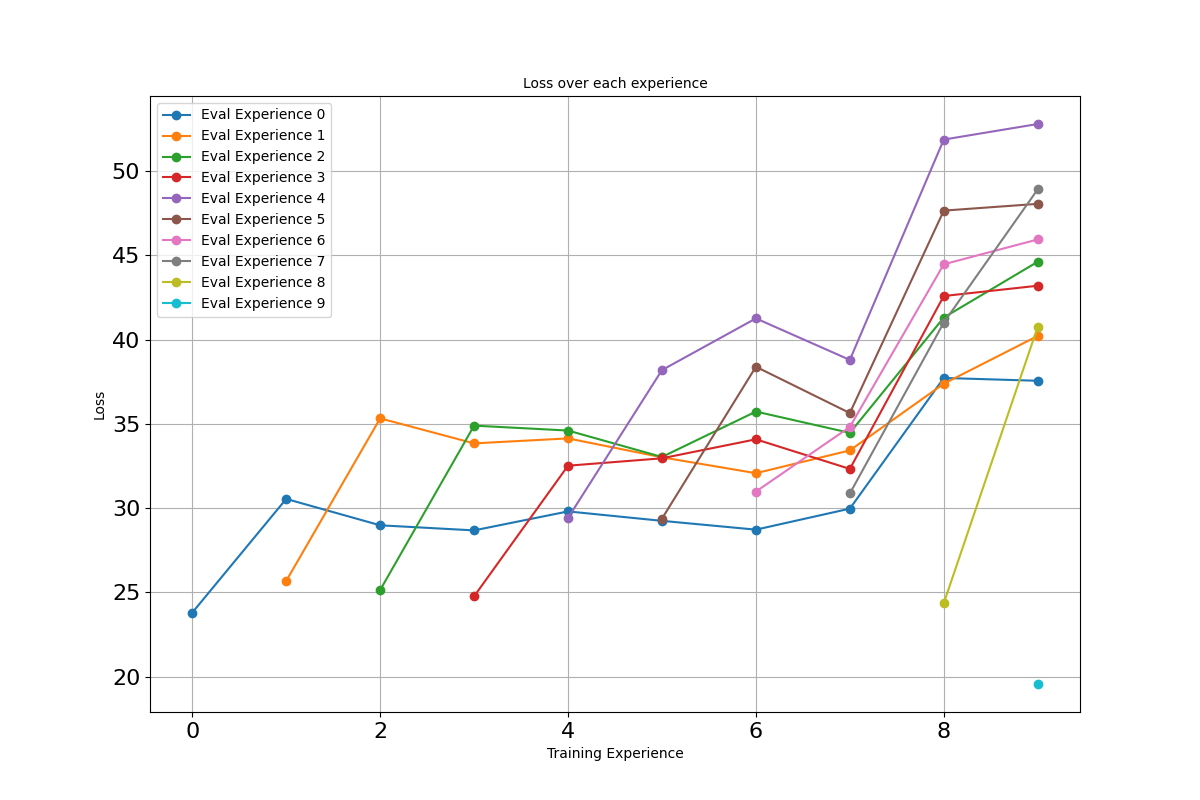 Loss over each experience
Eval Experience 0
Eval Experience 1
Eval Experience 2
Eval Experience 3
Eval Experience 4
Eval Experience 5
Eval Experience 6
Eval Experience 7
Eval Experience 8
Eval Experience 9
50
45
40
35
30
25
20
Loss
0 2 4 6 8
Training Experience